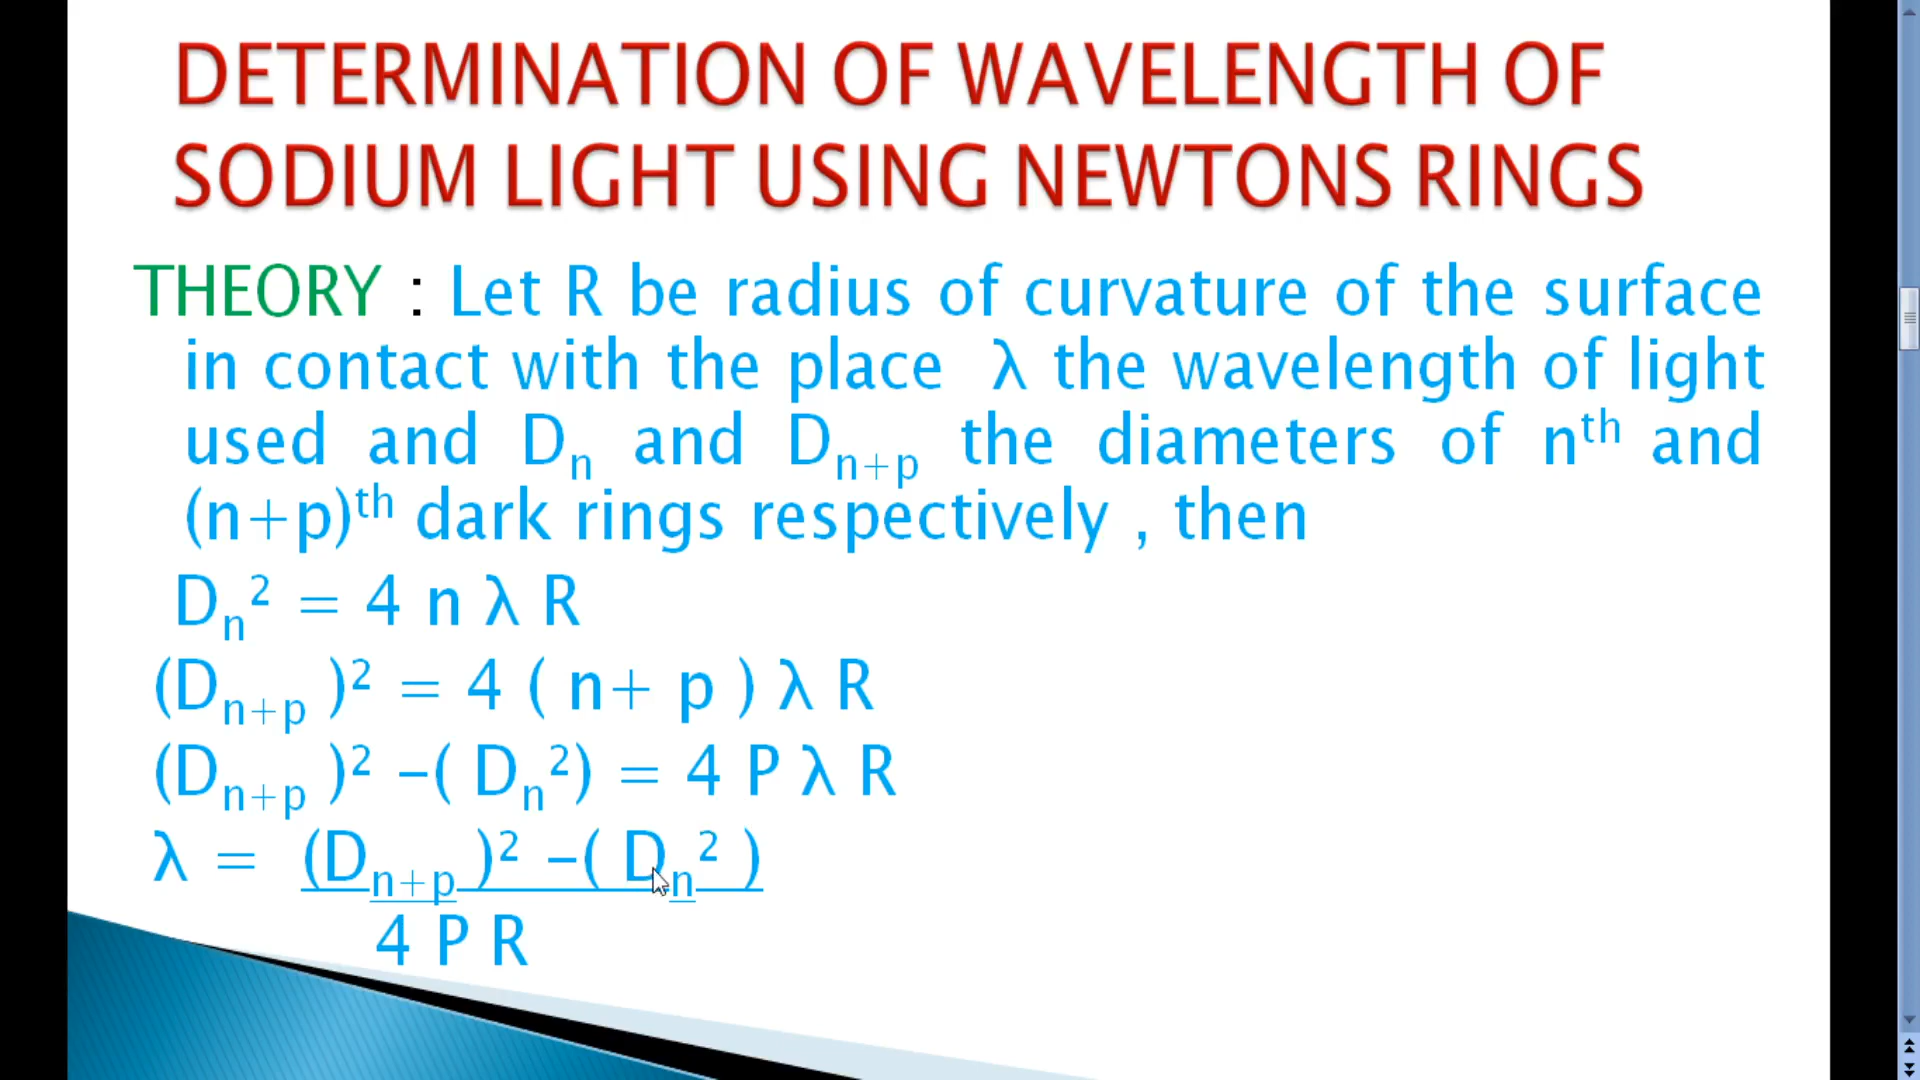 DETERMINATION OF WAVELENGTH OF
SODIUM LIGHT USING NEWTONS RINGS
THEORY : Let R be radius of curvature of the surface
in contact with the place λ the wavelength of light
used and Dₙ and Dₙ₊ₚ the diameters of nᵗʰ and
(n+p)ᵗʰ dark rings respectively , then
Dₙ² = 4 n λ R
(Dₙ₊ₚ )² = 4 ( n+ p ) λ R
(Dₙ₊ₚ )² –( Dₙ²) = 4 P λ R
λ = (Dₙ₊ₚ )² –( Dₙ² )
4 P R